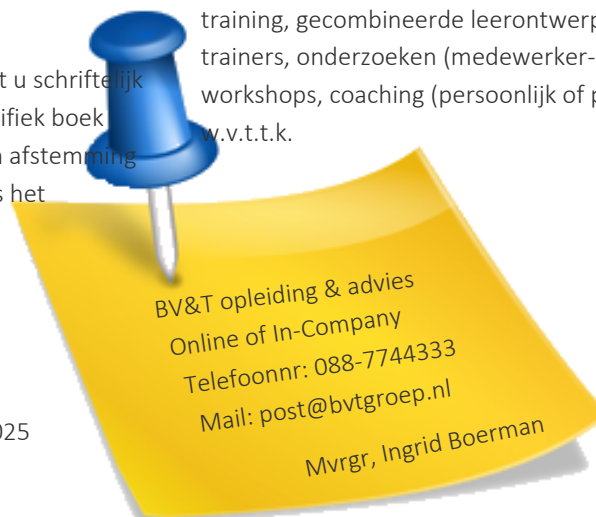 training, gecombineerde leerontwerp
trainers, onderzoeken (medewerker-
workshops, coaching (persoonlijk of p
w.v.t.t.k.
t u schriftelijk
ifiek boek
afstemming
s het
025
BV&T opleiding & advies
Online of In-Company
Telefoonnr: 088-7744333
Mail: post@bvtgroep.nl
Mvrgr, Ingrid Boerman